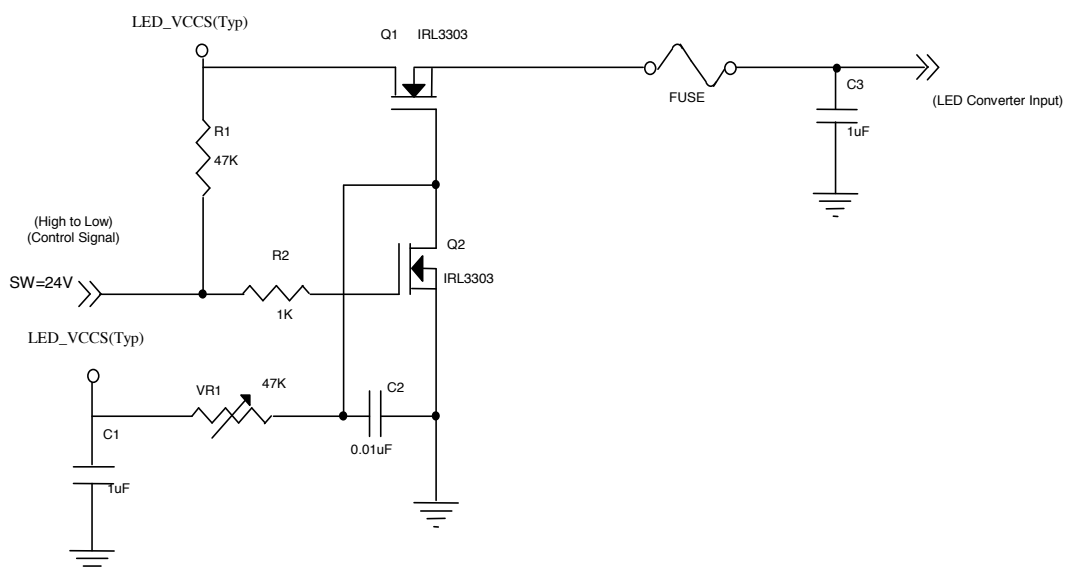 LED_VCCS(Typ)
Q1 IRL3303
FUSE
C3
(LED Converter Input)
1uF
R1
47K
(High to Low)
(Control Signal)
Q2
R2
IRL3303
SW=24V
1K
LED_VCCS(Typ)
VR1 47K
C2
C1
0.01uF
1uF